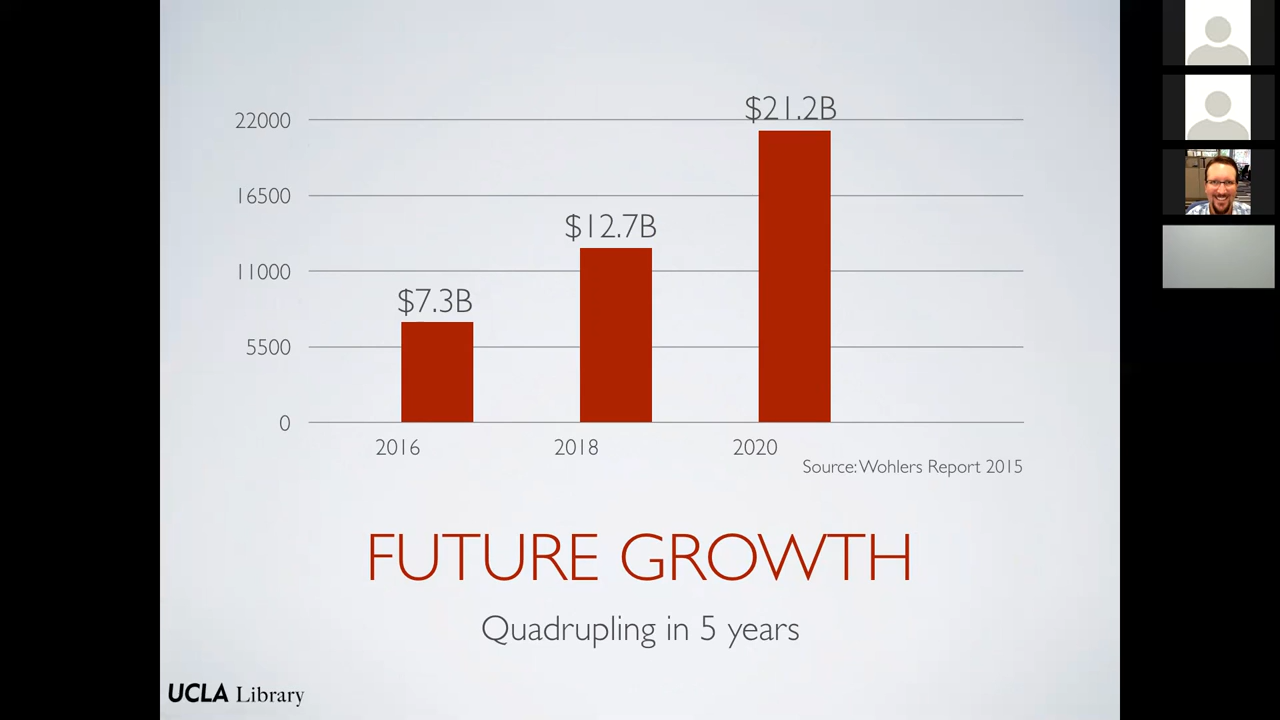 $21.2B
22000
16500
$12.7B
11000
$7.3B
5500
0
2016 2018 2020
Source: Wohlers Report 2015
FUTURE GROWTH
Quadrupling in 5 years
UCLA Library